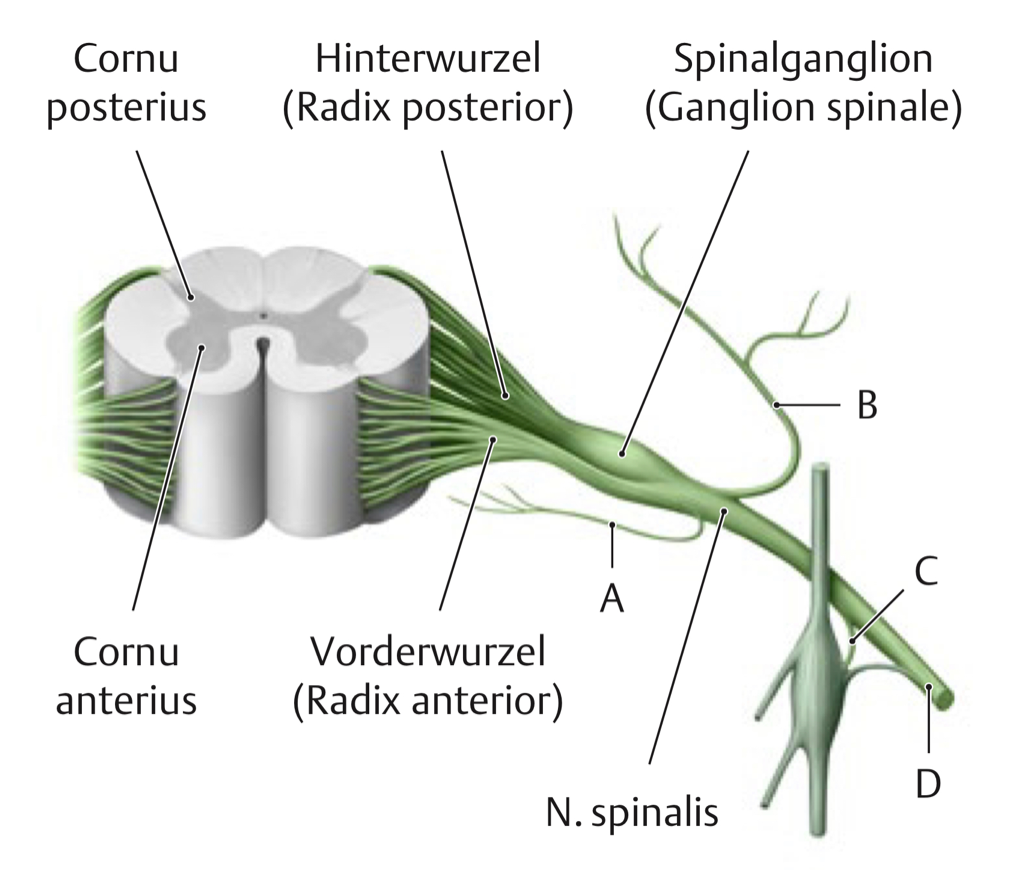 Cornu
posterius
Hinterwurzel
(Radix posterior)
Spinalganglion
(Ganglion spinale)
B
A
C
Cornu
anterius
Vorderwurzel
(Radix anterior)
D
N. spinalis